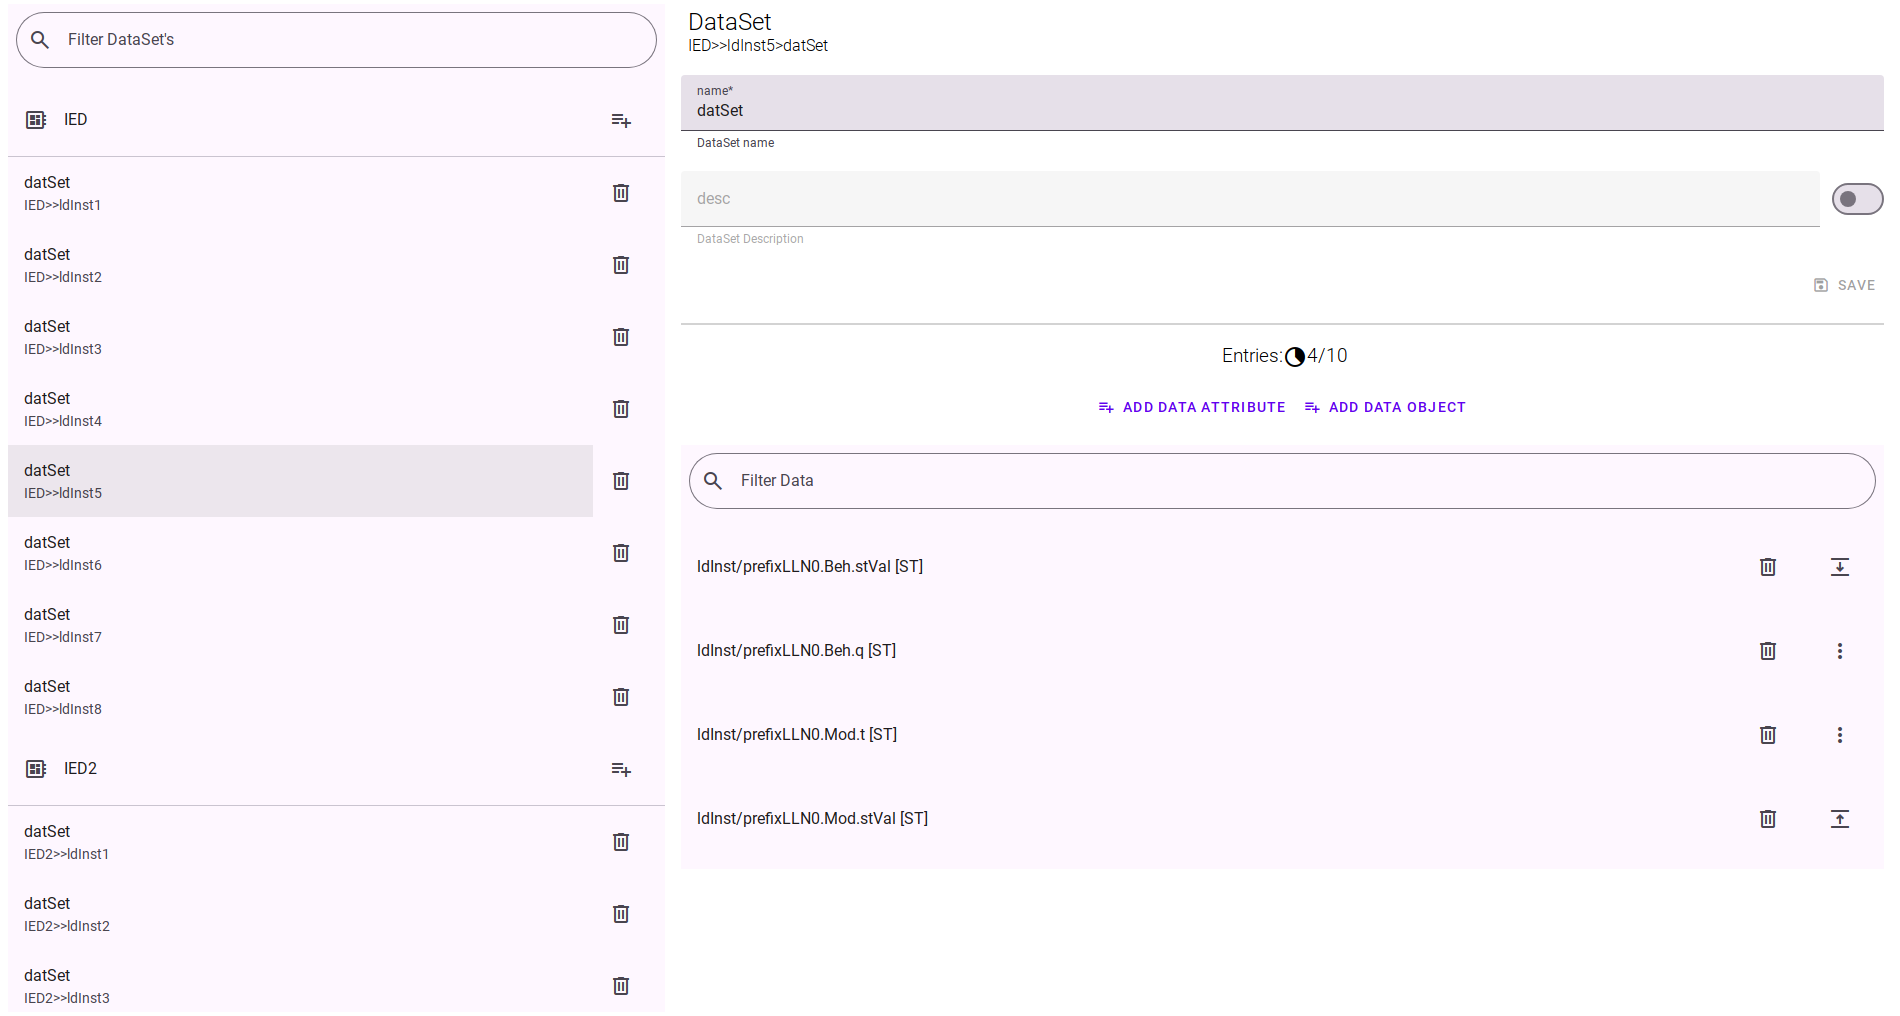 Filter DataSet's
IED
datSet
IED>>ldInst1
datSet
IED>>ldInst2
datSet
IED>>ldInst3
datSet
IED>>ldInst4
datSet
IED>>ldInst5
datSet
IED>>ldInst6
datSet
IED>>ldInst7
datSet
IED>>ldInst8
IED2
datSet
IED2>>ldInst1
datSet
IED2>>ldInst2
datSet
IED2>>ldInst3
DataSet
IED>>ldInst5>datSet
name*
datSet
DataSet name
desc
DataSet Description
SAVE
Entries: 4/10
ADD DATA ATTRIBUTE ADD DATA OBJECT
Filter Data
ldInst/prefixLLN0.Beh.stVal [ST]
ldInst/prefixLLN0.Beh.q [ST]
ldInst/prefixLLN0.Mod.t [ST]
ldInst/prefixLLN0.Mod.stVal [ST]